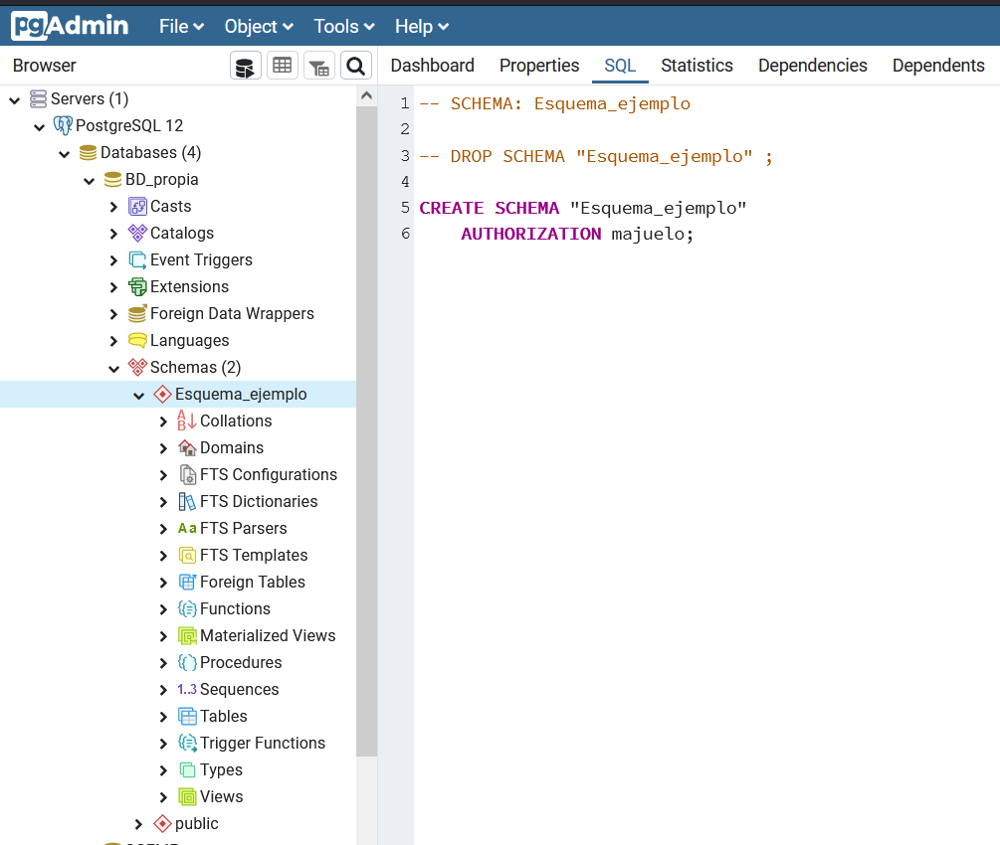 pgAdmin File Object Tools Help
Browser
Dashboard Properties SQL Statistics Dependencies Dependents
Servers (1)
PostgreSQL 12
Databases (4)
BD_propia
Casts
Catalogs
Event Triggers
Extensions
Foreign Data Wrappers
Languages
Schemas (2)
Esquema_ejemplo
Collations
Domains
FTS Configurations
FTS Dictionaries
Aa FTS Parsers
FTS Templates
Foreign Tables
Functions
Materialized Views
Procedures
1..3 Sequences
Tables
Trigger Functions
Types
Views
public
1 -- SCHEMA: Esquema_ejemplo
2
3 -- DROP SCHEMA "Esquema_ejemplo" ;
4
5 CREATE SCHEMA "Esquema_ejemplo"
6 AUTHORIZATION majuelo;